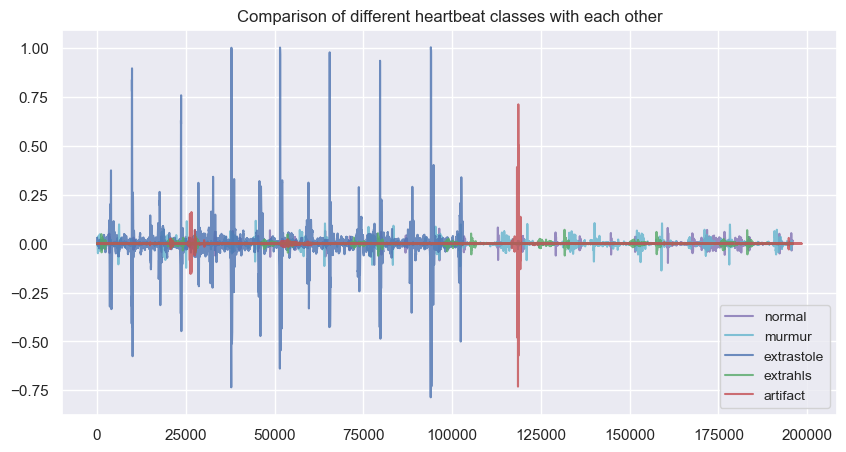 Comparison of different heartbeat classes with each other
1.00
0.75
0.50
0.25
0.00
−0.25
−0.50
−0.75
normal
murmur
extrastole
extrahls
artifact
0 25000 50000 75000 100000 125000 150000 175000 200000